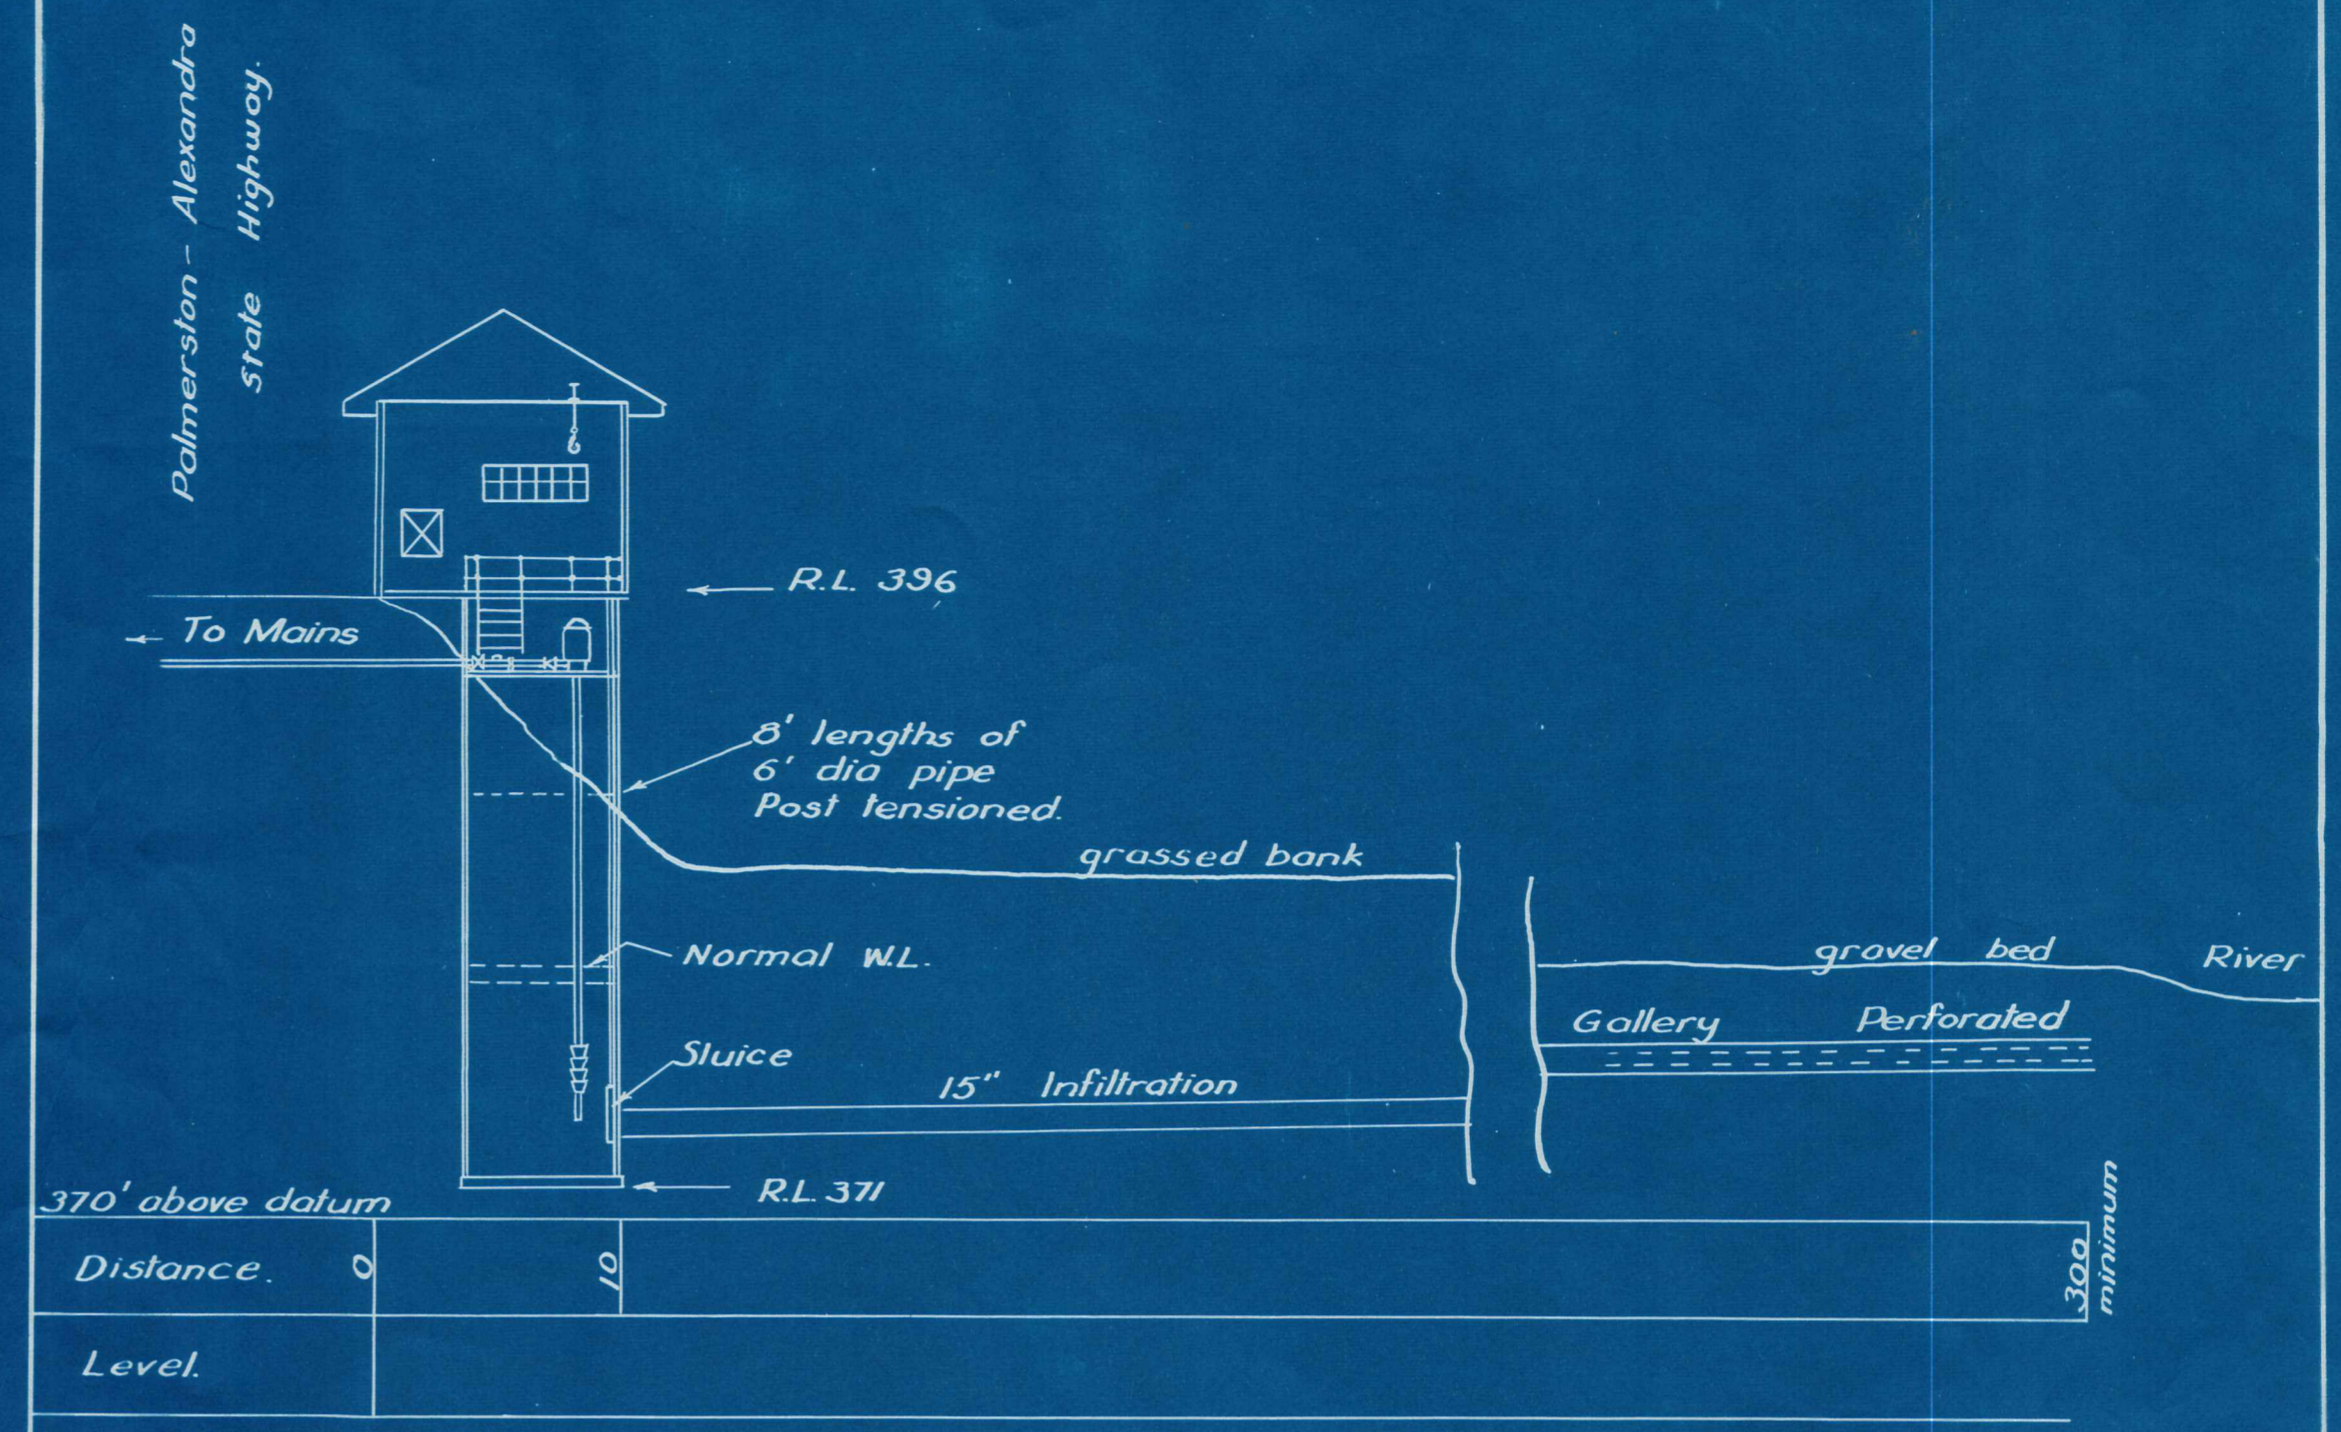 Palmerston - Alexandra
State Highway.
R.L. 396
To Mains
8' lengths of
6' dia pipe
Post tensioned.
grassed bank
Normal W.L.
gravel bed
River
Gallery Perforated
Sluice
15" Infiltration
R.L. 371
370' above datum
Distance. 0 10 300
minimum
Level.